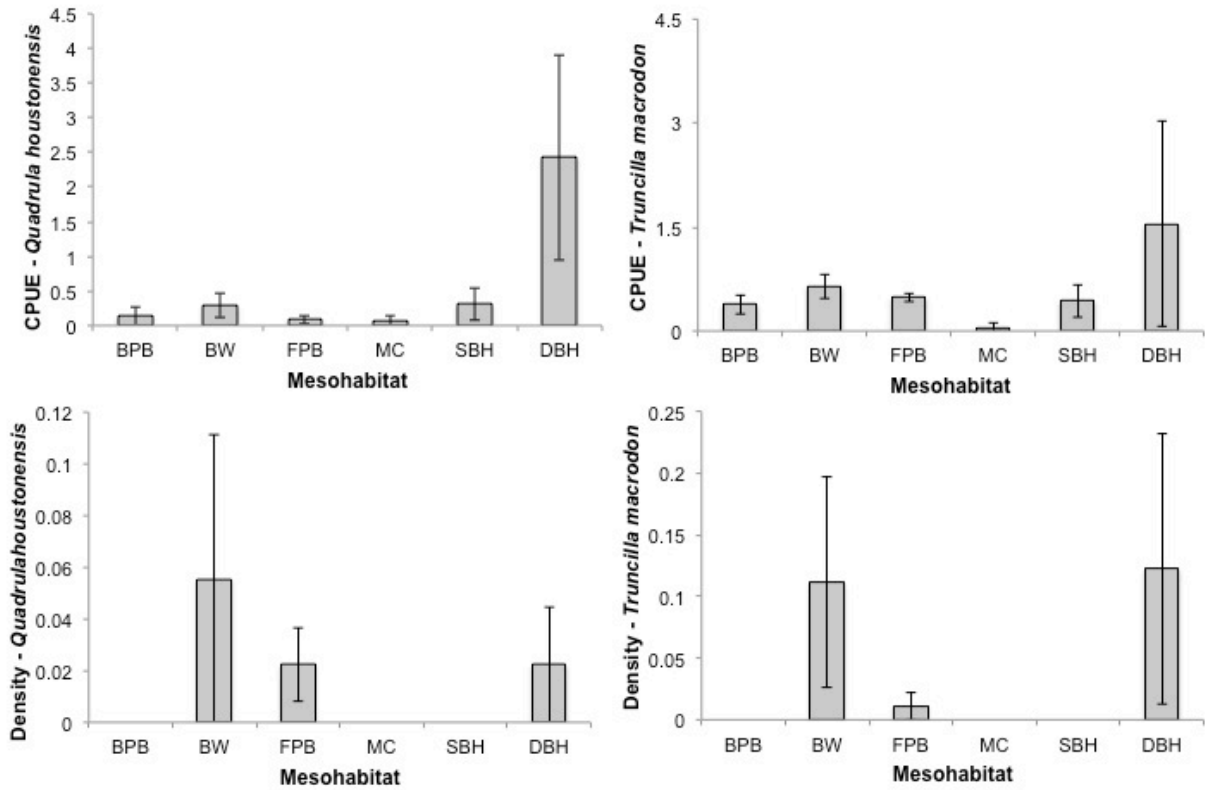 4.5
4
3.5
3
2.5
2
1.5
1
0.5
0
CPUE - Quadrula houstonensis
BPB BW FPB MC SBH DBH
Mesohabitat
4.5
3
1.5
0
CPUE - Truncilla macrodon
BPB BW FPB MC SBH DBH
Mesohabitat
0.12
0.1
0.08
0.06
0.04
0.02
0
Density - Quadrulahoustonensis
BPB BW FPB MC SBH DBH
Mesohabitat
0.25
0.2
0.15
0.1
0.05
0
Density - Truncilla macrodon
BPB BW FPB MC SBH DBH
Mesohabitat